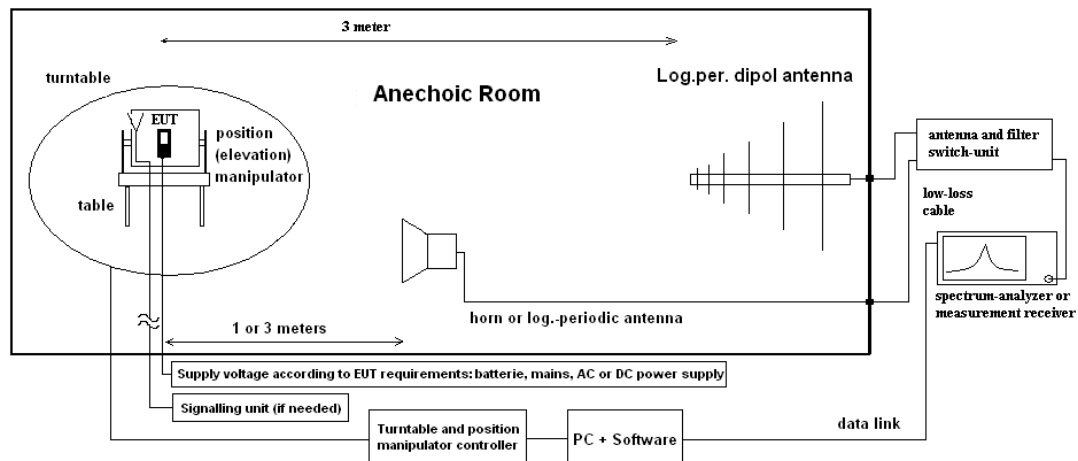 3 meter
turntable
Log.per. dipol antenna
Anechoic Room
EUT
position
(elevation)
manipulator
table
antenna and filter
switch-unit
low-loss
cable
spectrum-analyzer or
measurement receiver
horn or log.-periodic antenna
1 or 3 meters
Supply voltage according to EUT requirements: batterie, mains, AC or DC power supply
Signalling unit (if needed)
Turntable and position
manipulator controller
PC + Software
data link